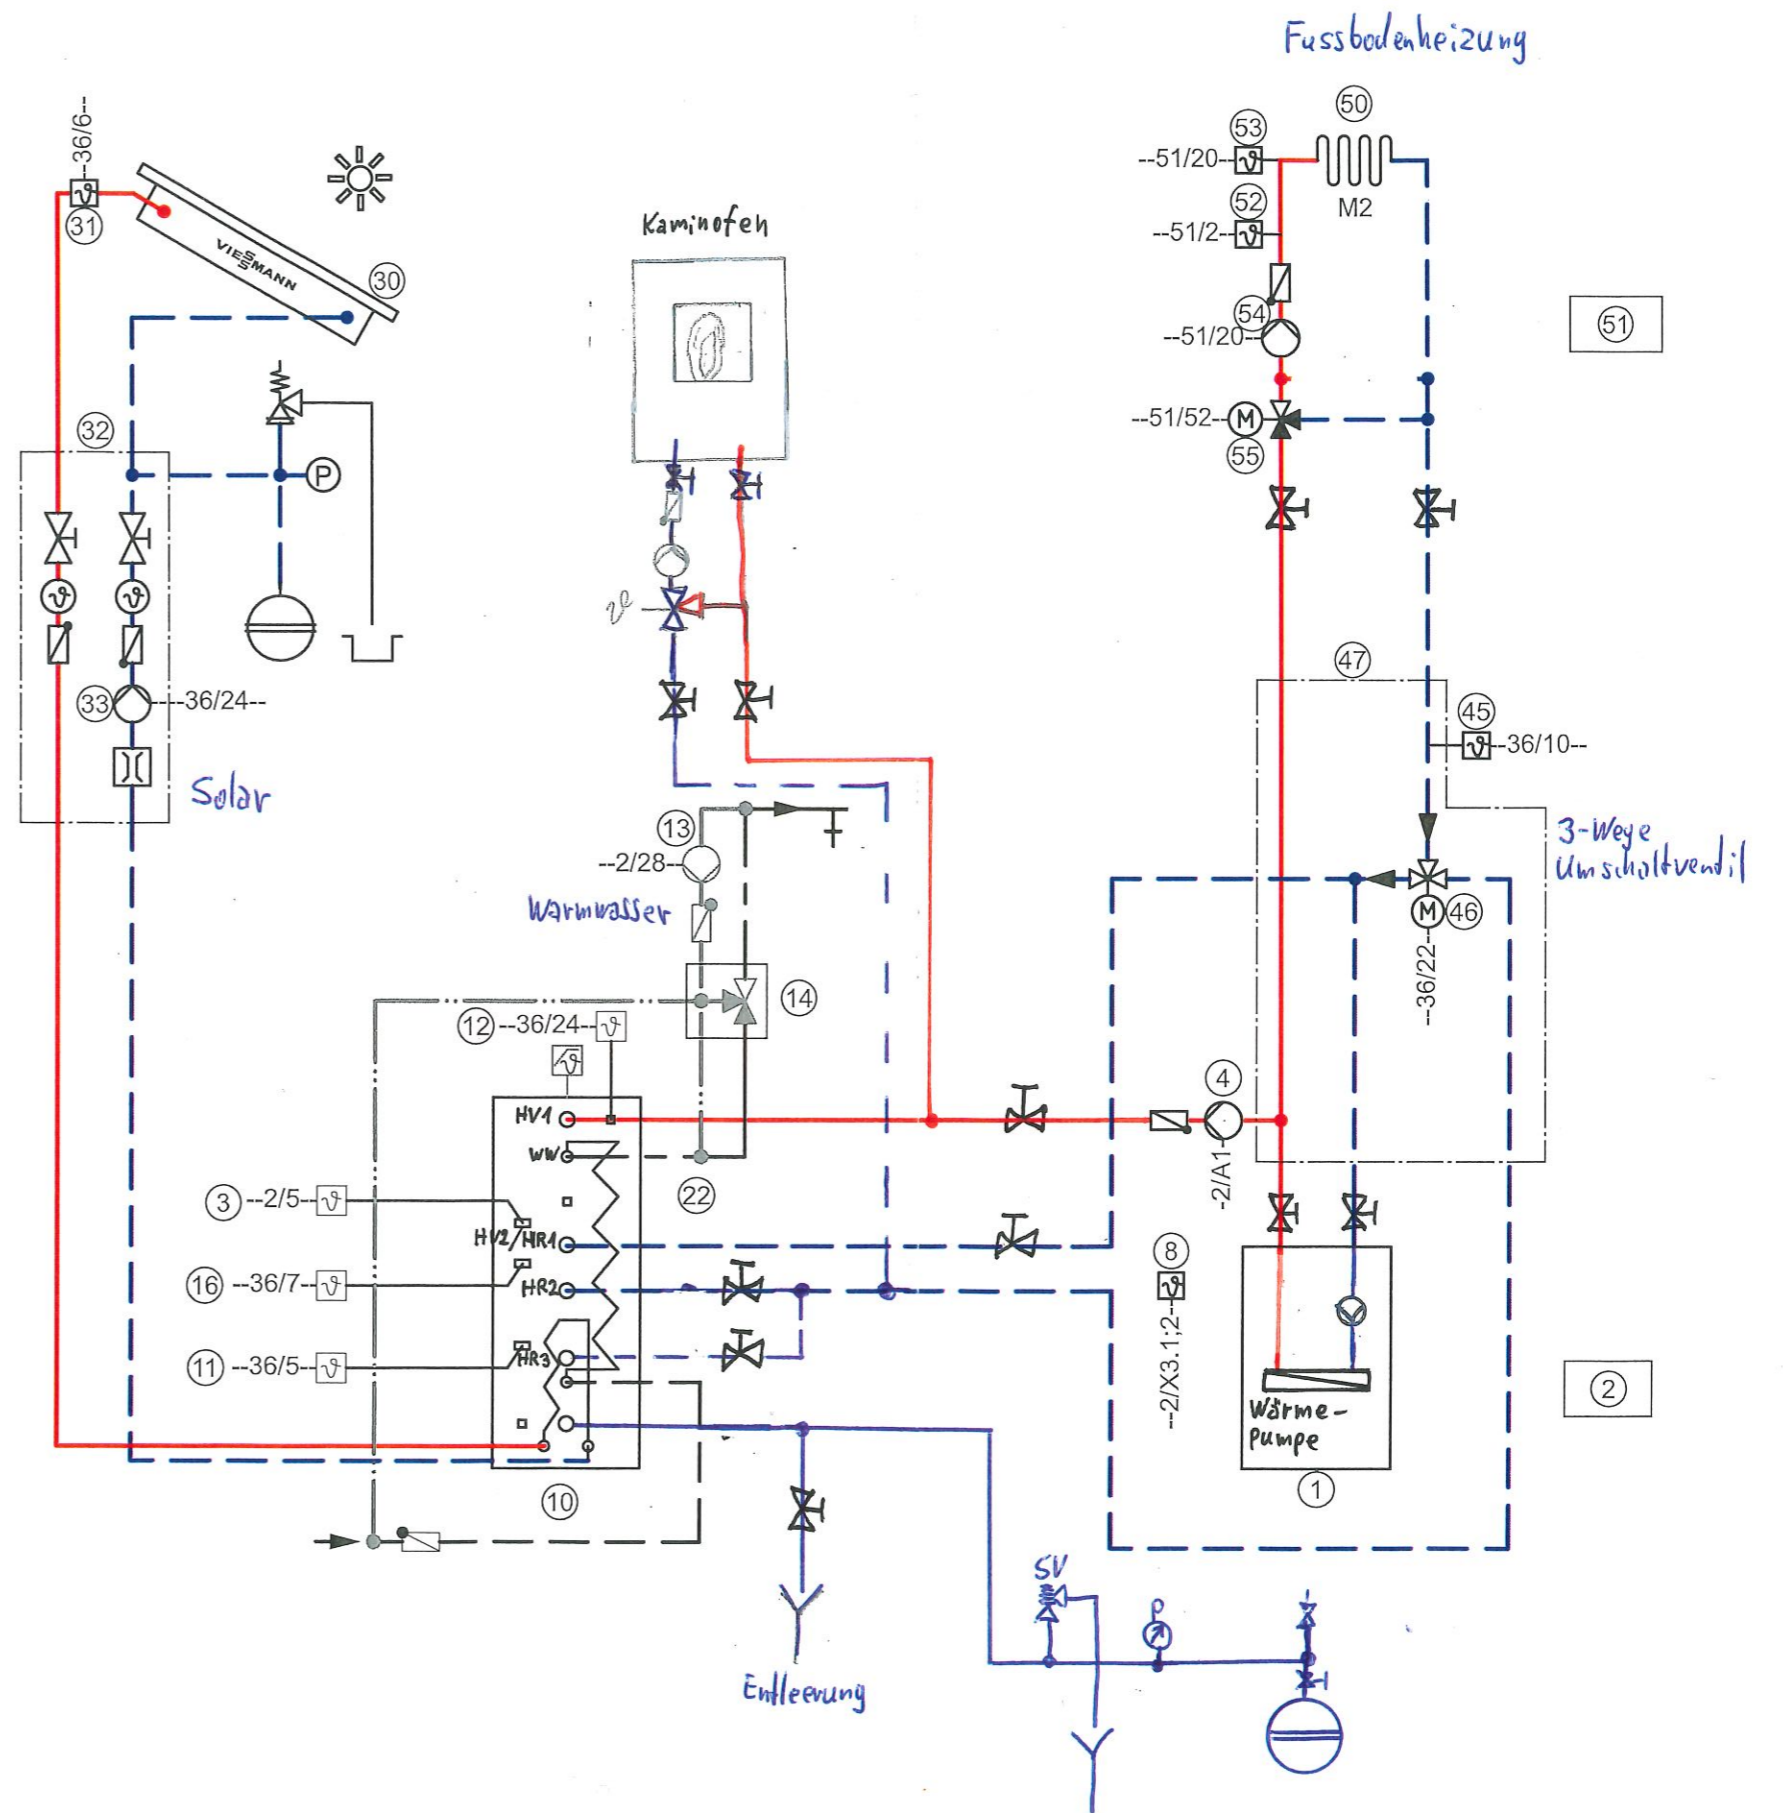 Fussbodenheizung
50
53
--51/20--
M2
52
--51/2--
54
--51/20--
51
--51/52--
M
55
--36/6--
31
VIESSMANN
30
Kaminofen
32
P
33
----36/24--
Solar
47
45
--36/10--
3-Wege
Umschaltventil
M
46
--36/22--
13
--2/28--
Warmwasser
14
12
--36/24--
HV1
WW
22
3
--2/5--
HV2/HR1
16
--36/7--
HR2
11
--36/5--
HR3
10
4
-2/A1-
8
--2/X3.1;2--
Wärme-
pumpe
1
2
Entleerung
SV
P